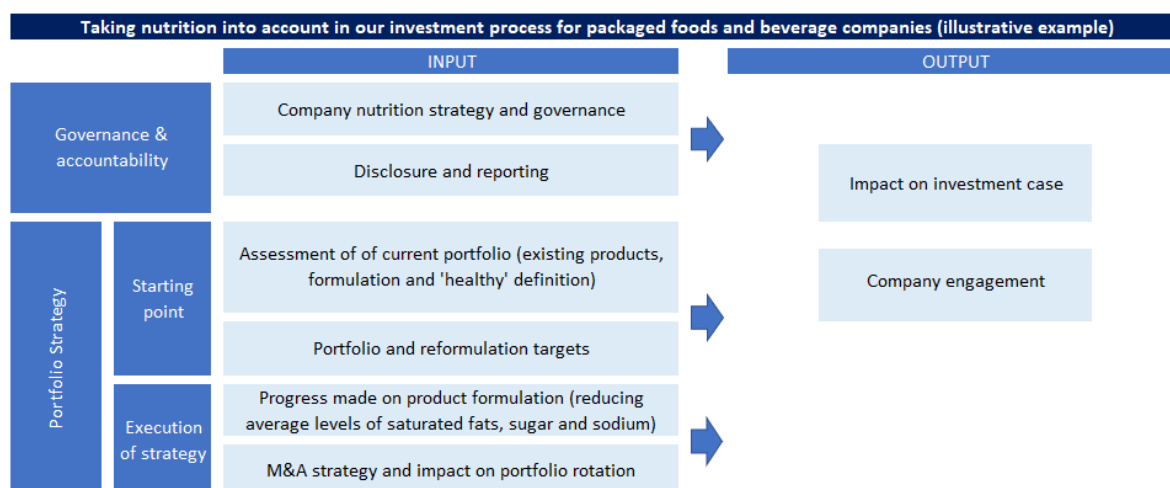 Taking nutrition into account in our investment process for packaged foods and beverage companies (illustrative example)
INPUT
OUTPUT
Governance &
accountability
Company nutrition strategy and governance
Disclosure and reporting
Impact on investment case
Company engagement
Portfolio Strategy
Starting
point
Assessment of of current portfolio (existing products,
formulation and 'healthy' definition)
Portfolio and reformulation targets
Execution
of strategy
Progress made on product formulation (reducing
average levels of saturated fats, sugar and sodium)
M&A strategy and impact on portfolio rotation